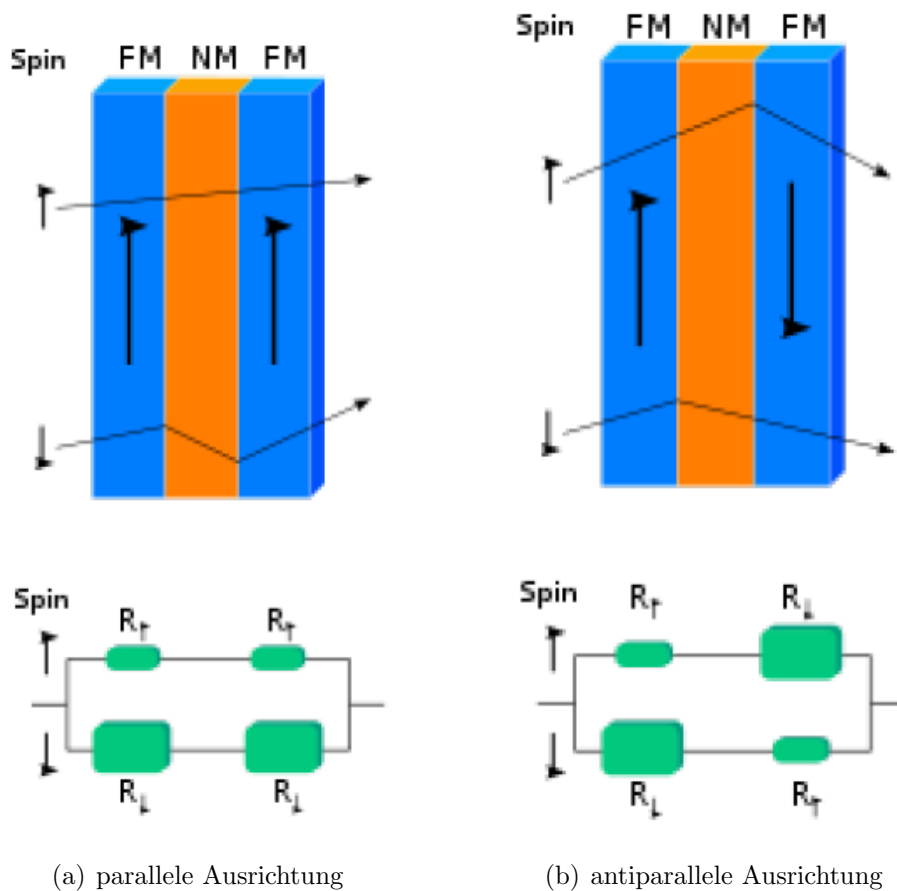 Spin FM NM FM
Spin FM NM FM
Spin
R↑ R↑
R↓ R↓
Spin
R↑ R↓
R↓ R↑
(a) parallele Ausrichtung
(b) antiparallele Ausrichtung